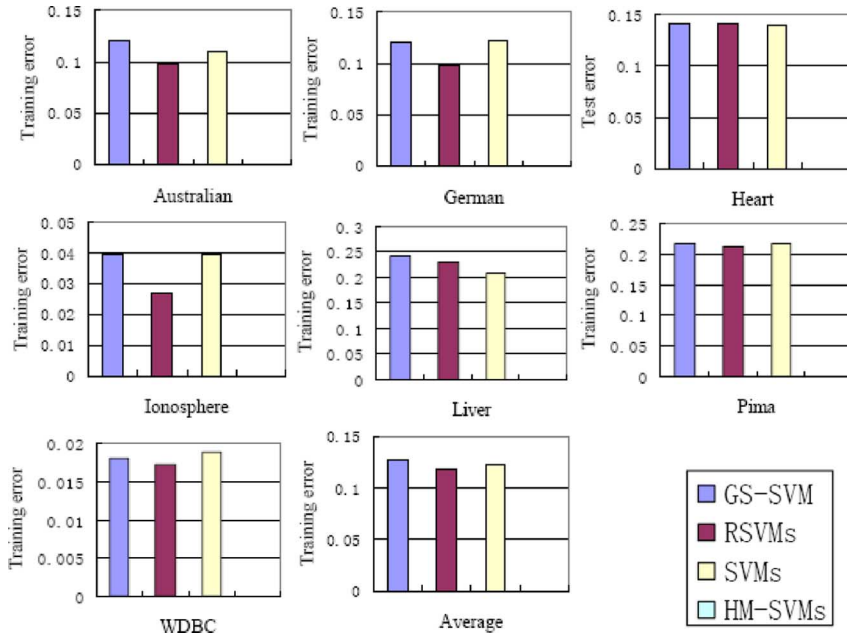 0.15
0.1
0.05
0
Training error
Australian
0.15
0.1
0.05
0
Training error
German
0.15
0.1
0.05
0
Test error
Heart
0.05
0.04
0.03
0.02
0.01
0
Training error
Ionosphere
0.3
0.25
0.2
0.15
0.1
0.05
0
Training error
Liver
0.25
0.2
0.15
0.1
0.05
0
Training error
Pima
0.02
0.015
0.01
0.005
0
Training error
WDBC
0.15
0.1
0.05
0
Training error
Average
GS-SVM
RSVMs
SVMs
HM-SVMs